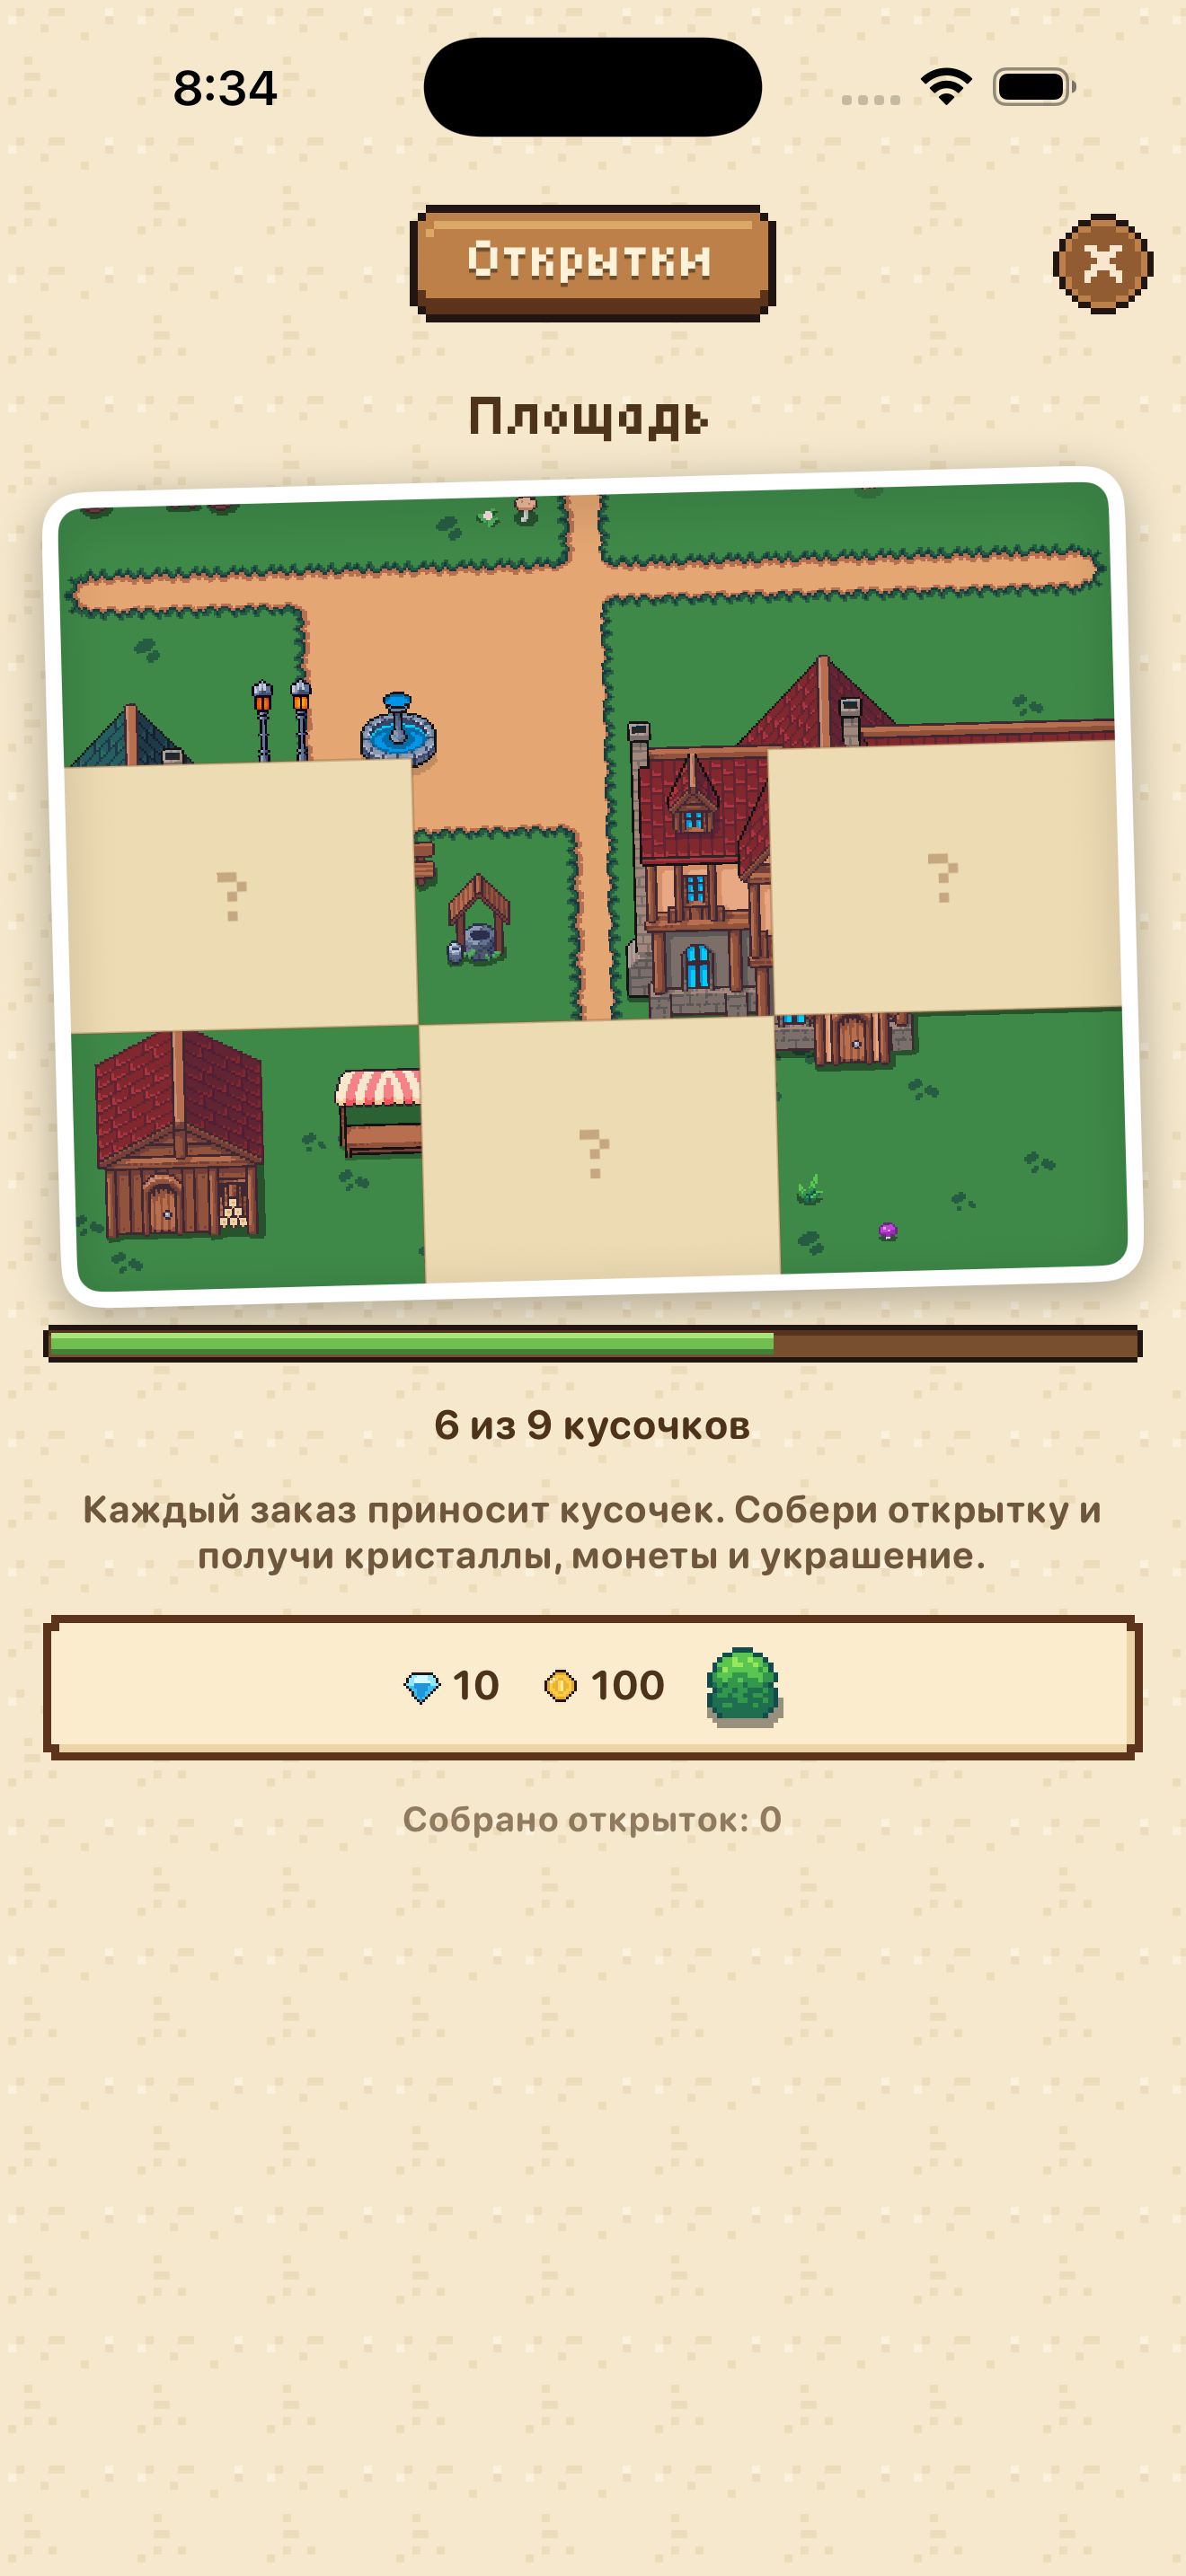 8:34
Открытки
Площадь
?
?
?
6 из 9 кусочков
Каждый заказ приносит кусочек. Собери открытку и
получи кристаллы, монеты и украшение.
10 100
Собрано открыток: 0